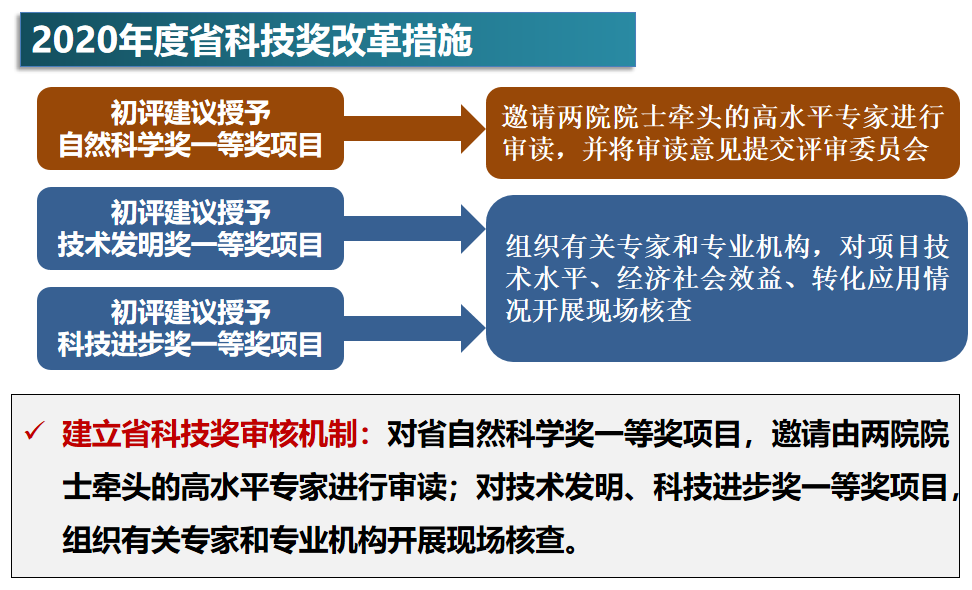 2020年度省科技奖改革措施
初评建议授予
自然科学奖一等奖项目
邀请两院院士牵头的高水平专家进行
审读，并将审读意见提交评审委员会
初评建议授予
技术发明奖一等奖项目
初评建议授予
科技进步奖一等奖项目
组织有关专家和专业机构，对项目技
术水平、经济社会效益、转化应用情
况开展现场核查
✓ 建立省科技奖审核机制：对省自然科学奖一等奖项目，邀请由两院院
士牵头的高水平专家进行审读；对技术发明、科技进步奖一等奖项目，
组织有关专家和专业机构开展现场核查。